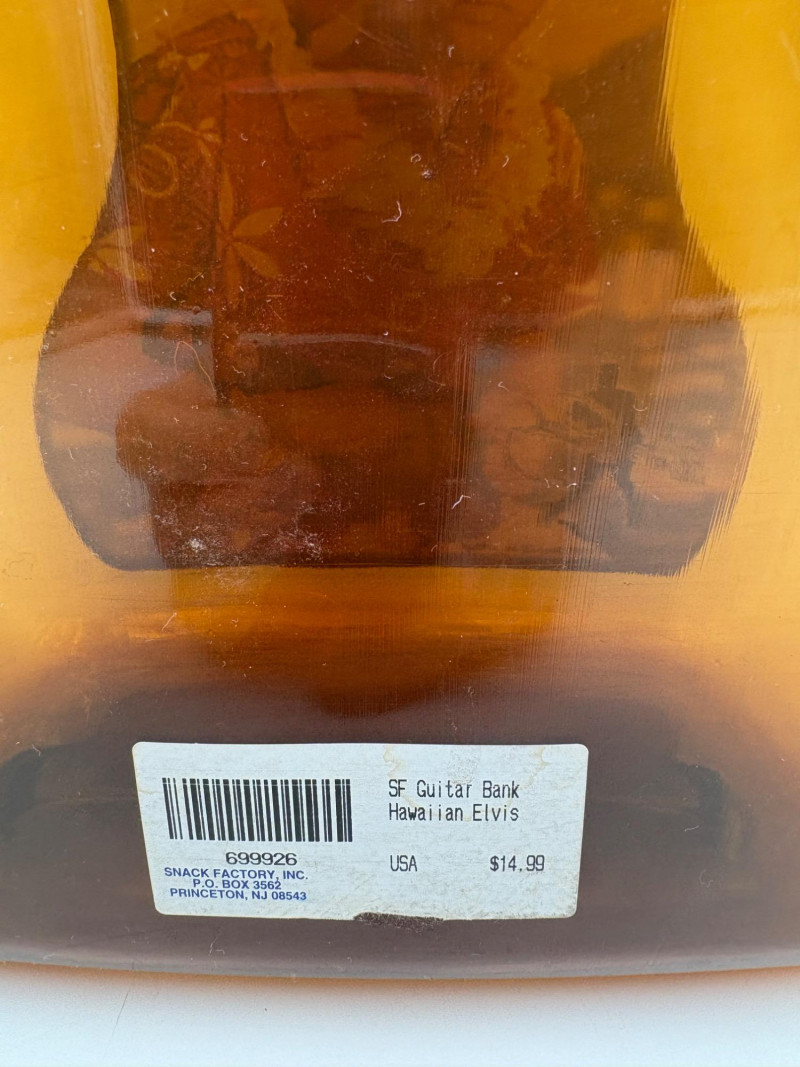 SF Guitar Bank
Hawaiian Elvis
699926
SNACK FACTORY, INC.
P.O. BOX 3562
PRINCETON, NJ 08543
USA $14.99